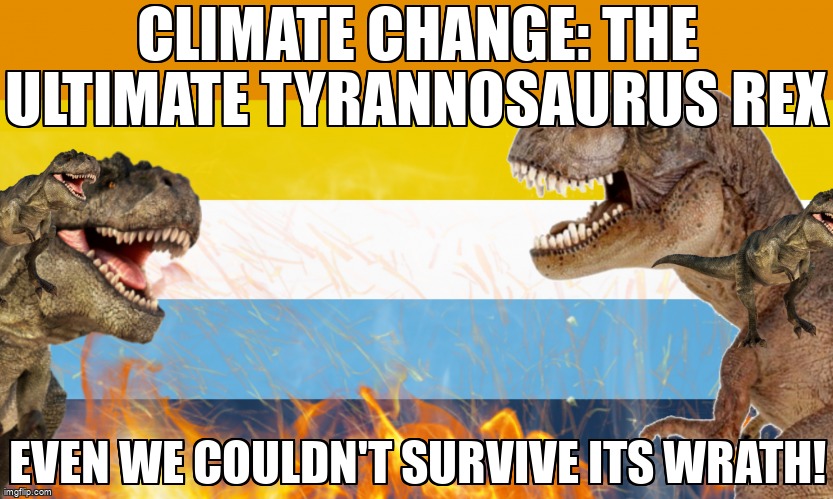 CLIMATE CHANGE: THE
ULTIMATE TYRANNOSAURUS REX
EVEN WE COULDN'T SURVIVE ITS WRATH!
imgflip.com